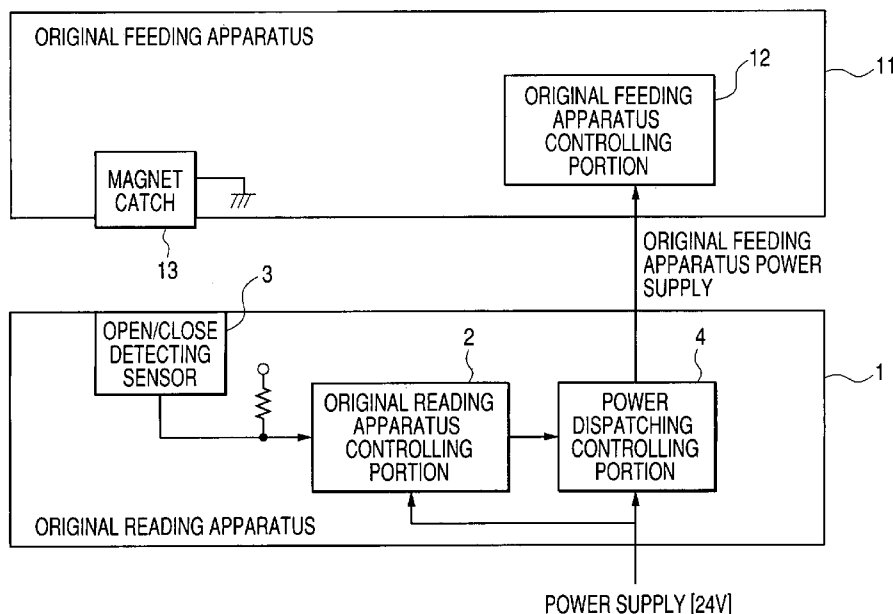 ORIGINAL FEEDING APPARATUS
11
12
ORIGINAL FEEDING
APPARATUS
CONTROLLING
PORTION
MAGNET
CATCH
13
ORIGINAL FEEDING
APPARATUS POWER
SUPPLY
3
OPEN/CLOSE
DETECTING
SENSOR
2
4
1
ORIGINAL READING
APPARATUS
CONTROLLING
PORTION
POWER
DISPATCHING
CONTROLLING
PORTION
ORIGINAL READING APPARATUS
POWER SUPPLY [24V]